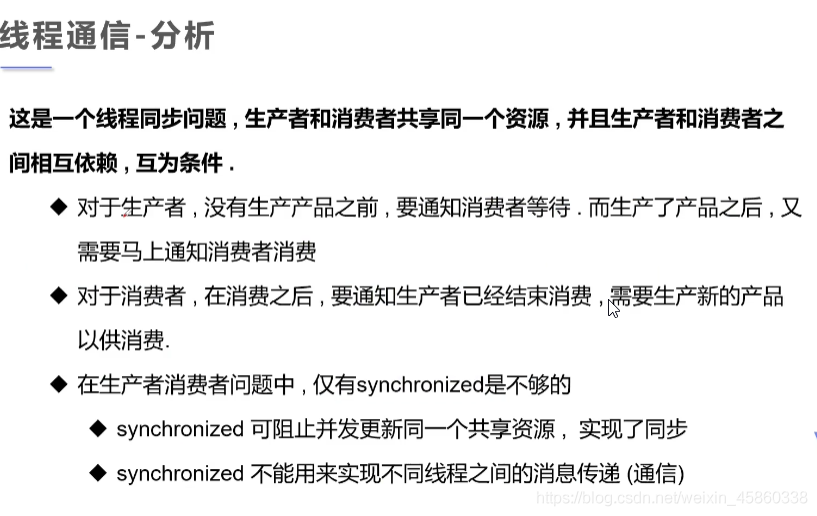 线程通信-分析
这是一个线程同步问题 , 生产者和消费者共享同一个资源 , 并且生产者和消费者之
间相互依赖 , 互为条件 .
◆ 对于生产者 , 没有生产产品之前 , 要通知消费者等待 . 而生产了产品之后 , 又
需要马上通知消费者消费
◆ 对于消费者 , 在消费之后 , 要通知生产者已经结束消费 , 需要生产新的产品
以供消费.
◆ 在生产者消费者问题中 , 仅有synchronized是不够的
◆ synchronized 可阻止并发更新同一个共享资源 , 实现了同步
◆ synchronized 不能用来实现不同线程之间的消息传递 (通信)
https://blog.csdn.net/weixin_45860338